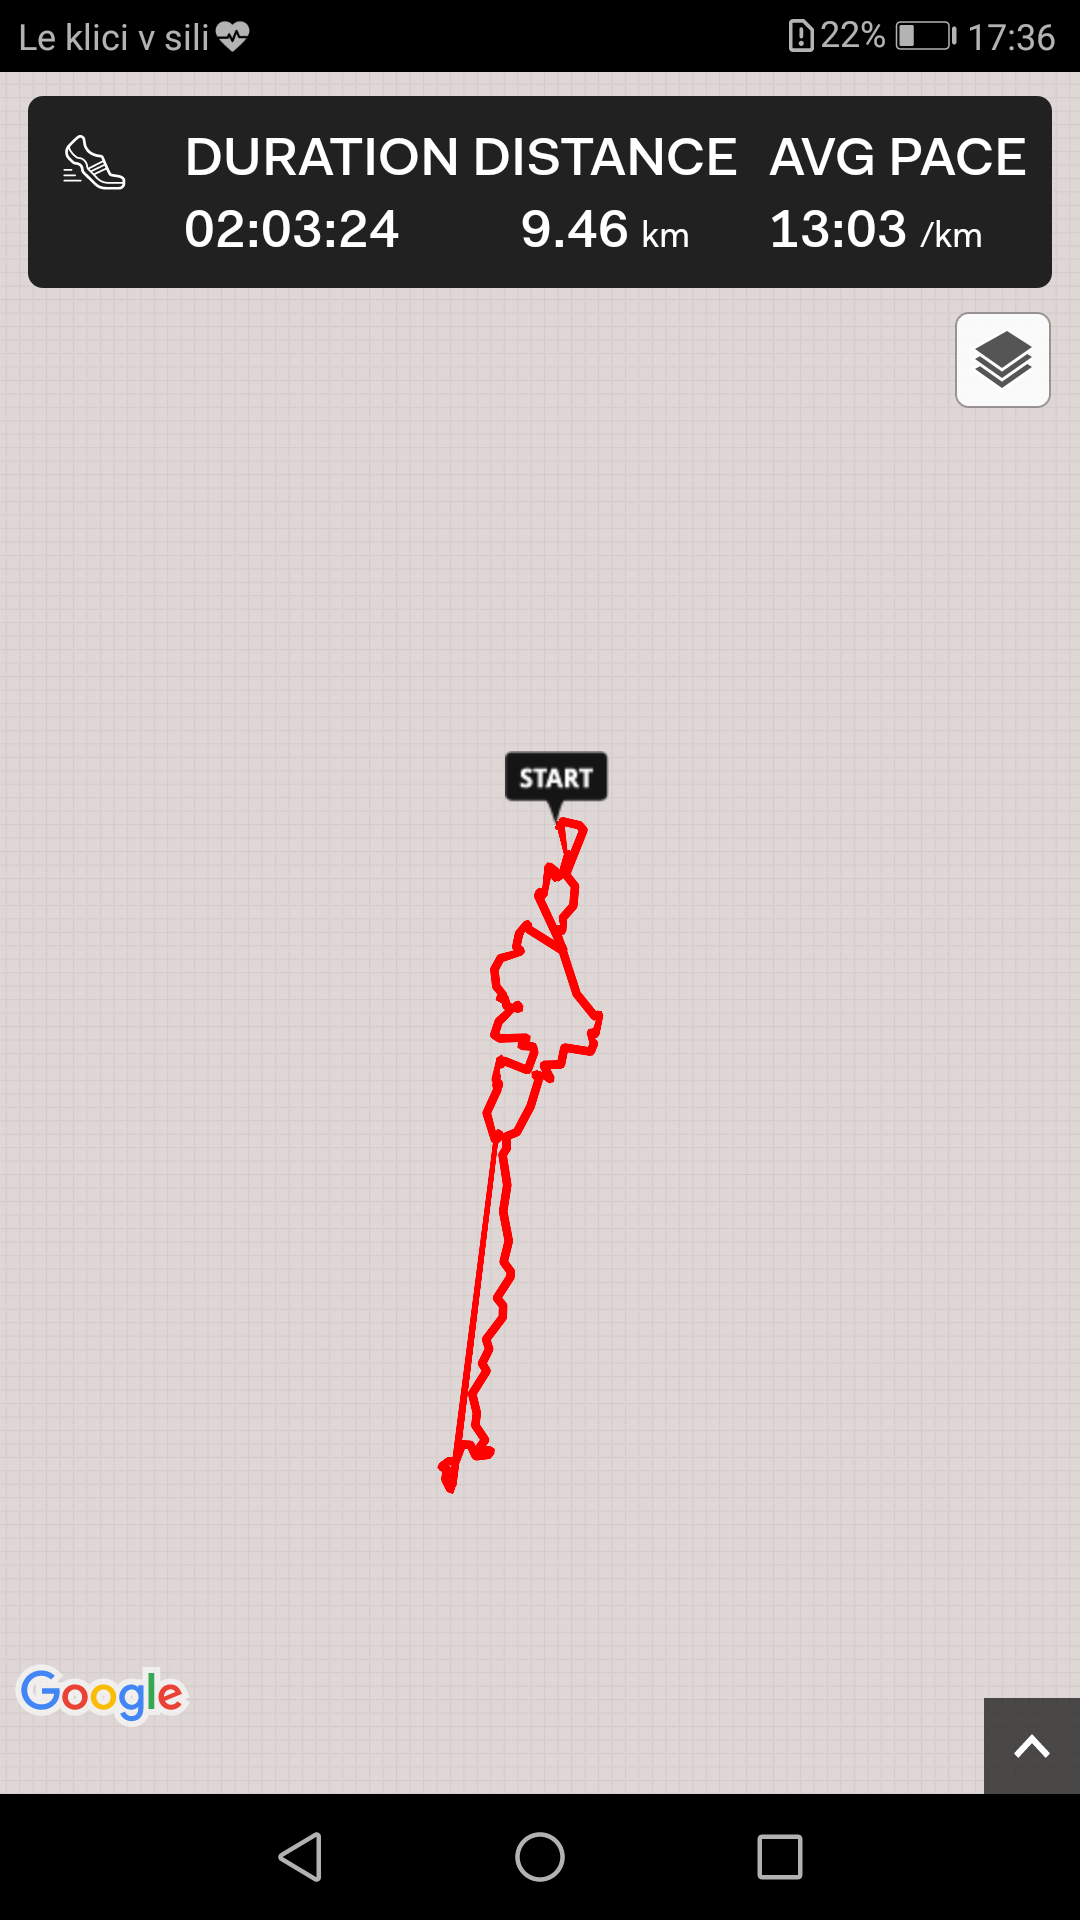 Le klici v sili 22% 17:36
DURATION DISTANCE AVG PACE
02:03:24 9.46 km 13:03 /km
START
Google